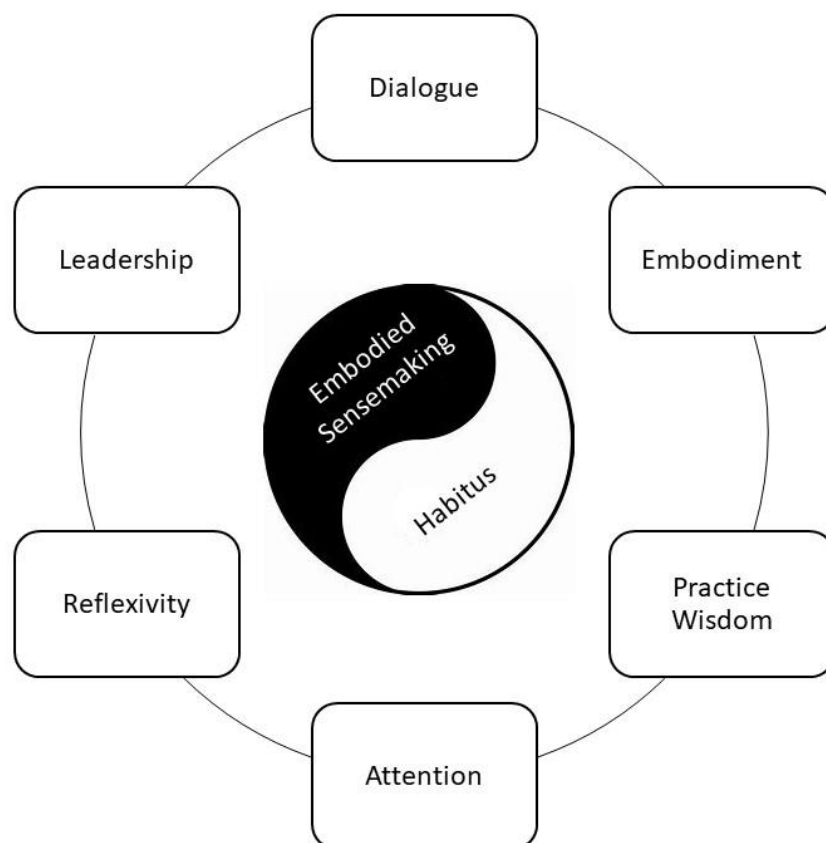 Dialogue
Leadership
Embodiment
Embodied
Sensemaking
Habitus
Reflexivity
Practice
Wisdom
Attention